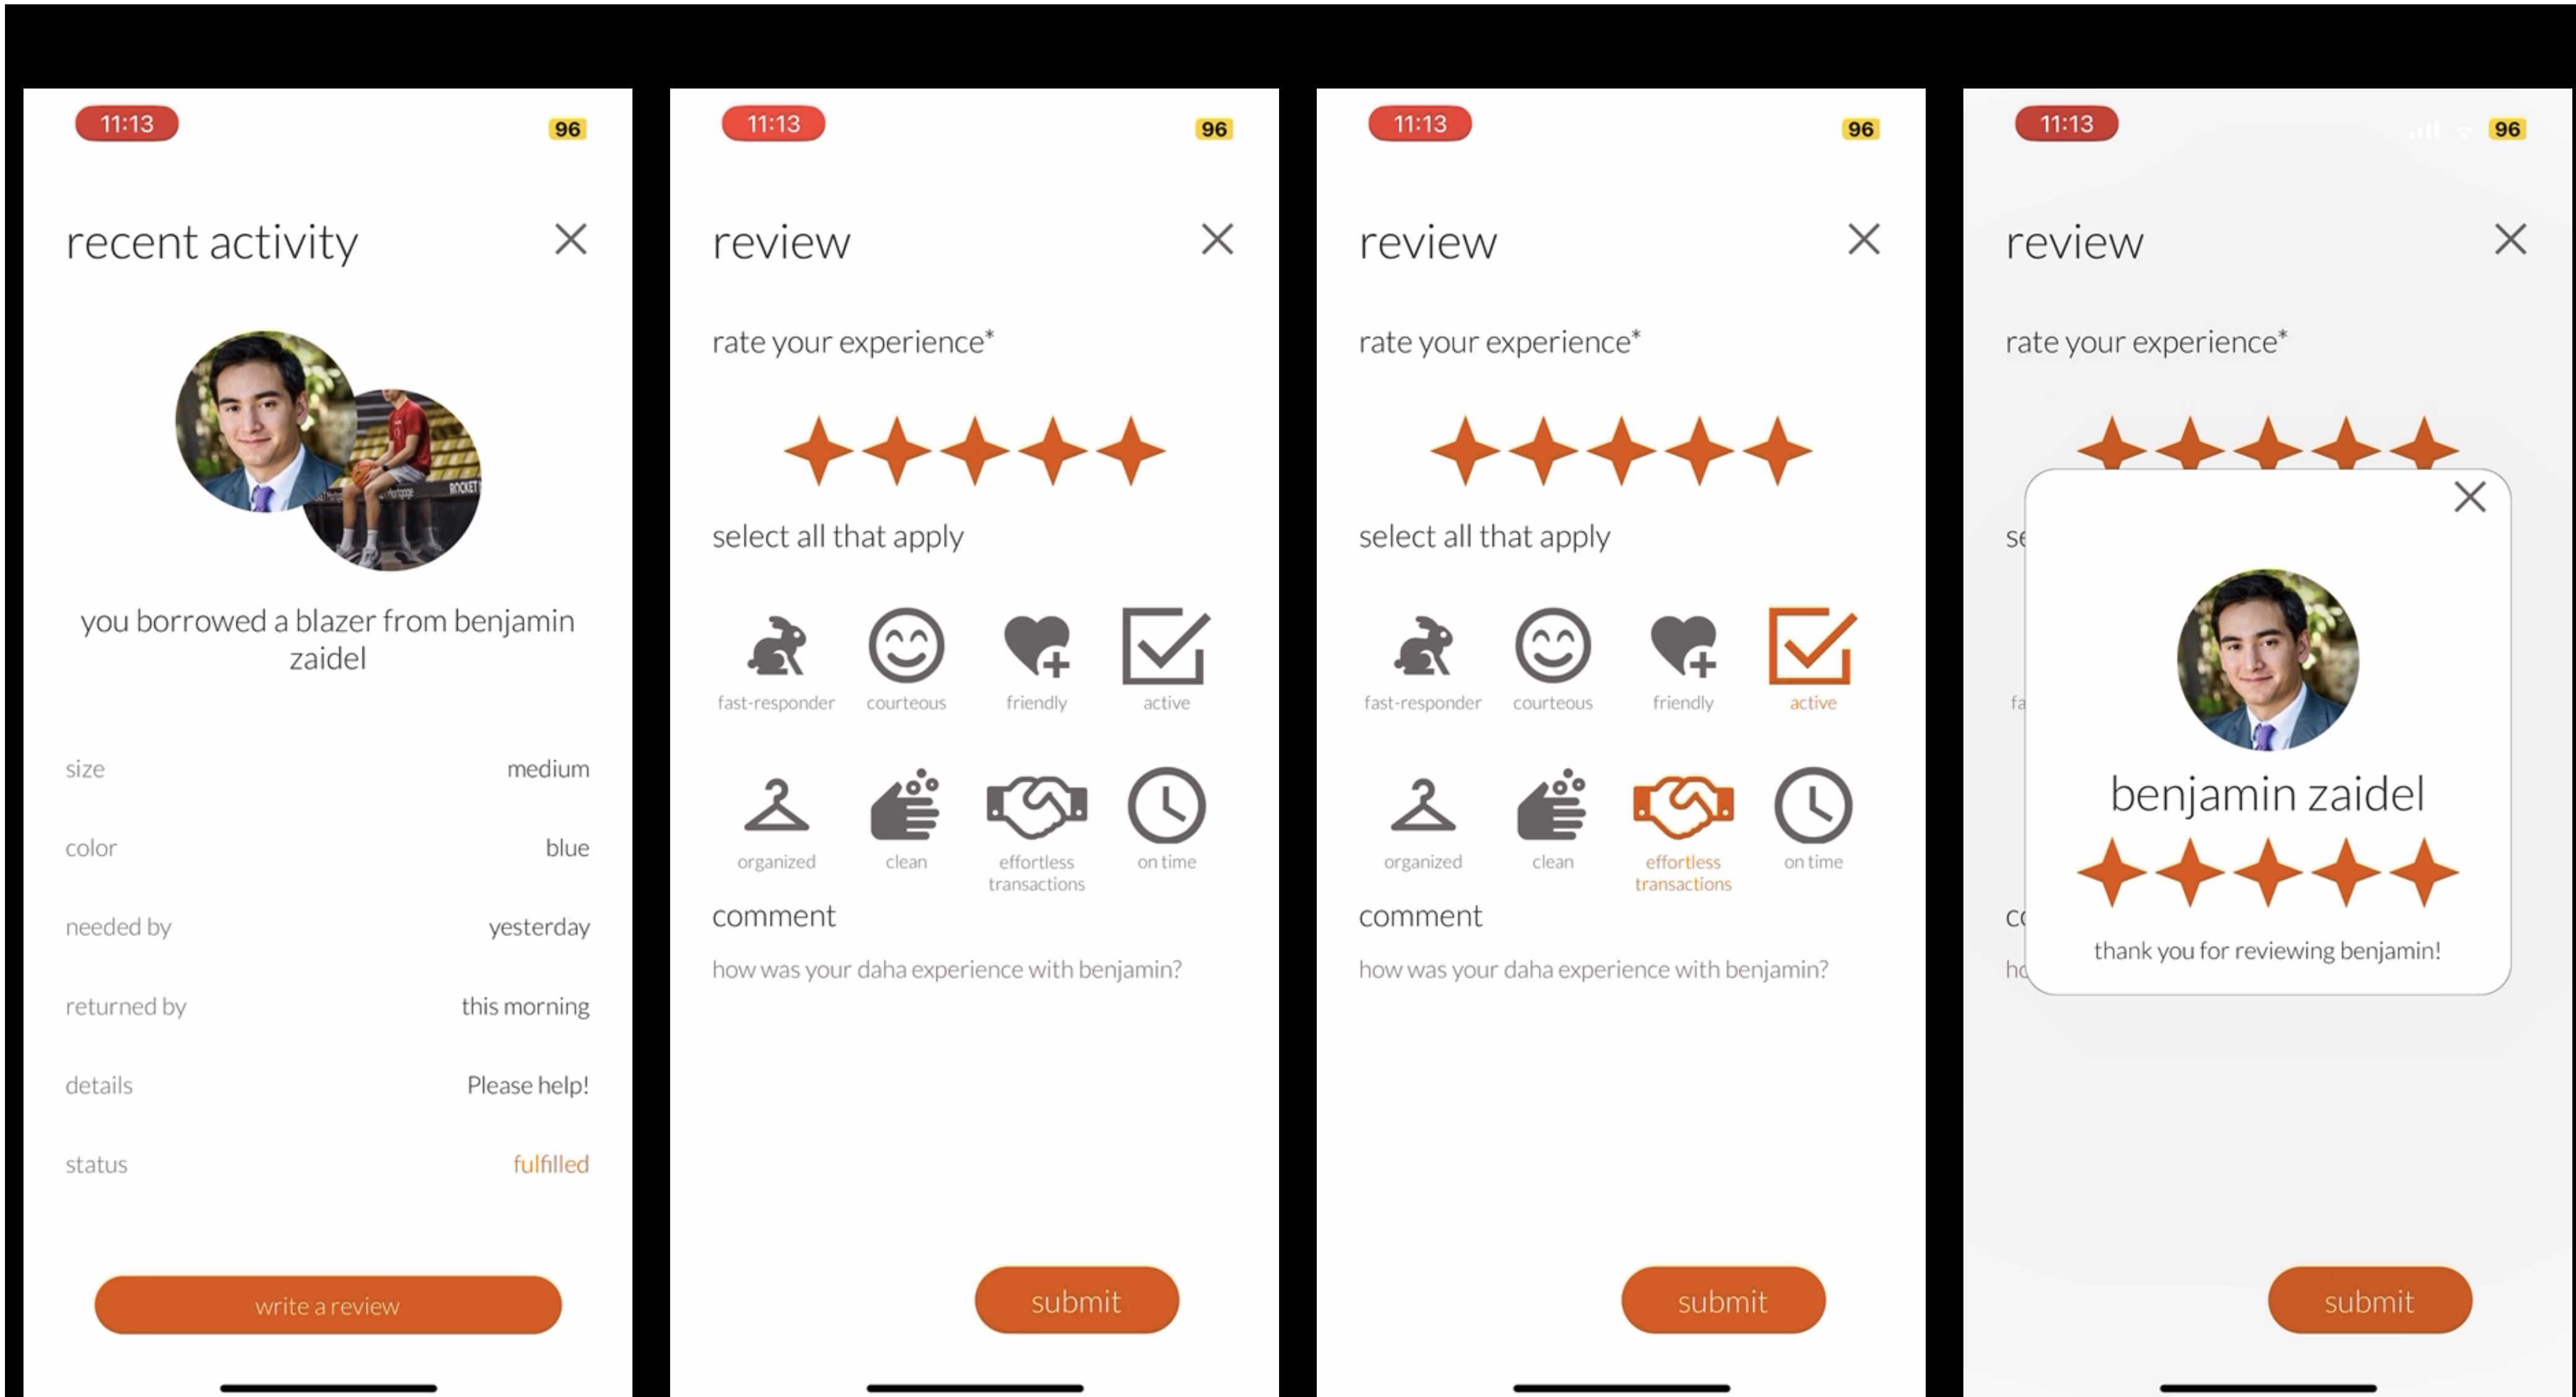 11:13
96
recent activity
ROCKET
you borrowed a blazer from benjamin
zaidel
size medium
color blue
needed by yesterday
returned by this morning
details Please help!
status fulfilled
write a review
11:13
96
review
rate your experience*
select all that apply
fast-responder courteous friendly active
organized clean effortless on time
transactions
comment
how was your daha experience with benjamin?
submit
11:13
96
review
rate your experience*
select all that apply
fast-responder courteous friendly active
organized clean effortless on time
transactions
comment
how was your daha experience with benjamin?
submit
11:13
96
review
rate your experience*
se
fa
benjamin zaidel
thank you for reviewing benjamin!
co
ho
submit